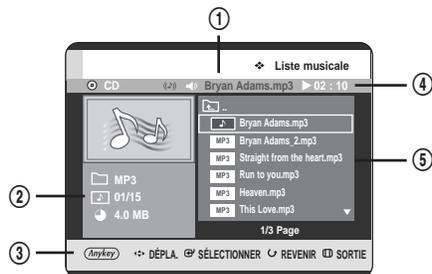 ①
❖ Liste musicale
CD Bryan Adams.mp3 ▶ 02 : 10
④
..
♪ Bryan Adams.mp3
MP3 Bryan Adams_2.mp3
MP3 Straight from the heart.mp3
⑤
MP3 Run to you.mp3
MP3 Heaven.mp3
MP3 This Love.mp3
1/3 Page
MP3
② 01/15
4.0 MB
③ Anykey DÉPLA. SÉLECTIONNER REVENIR SORTIE